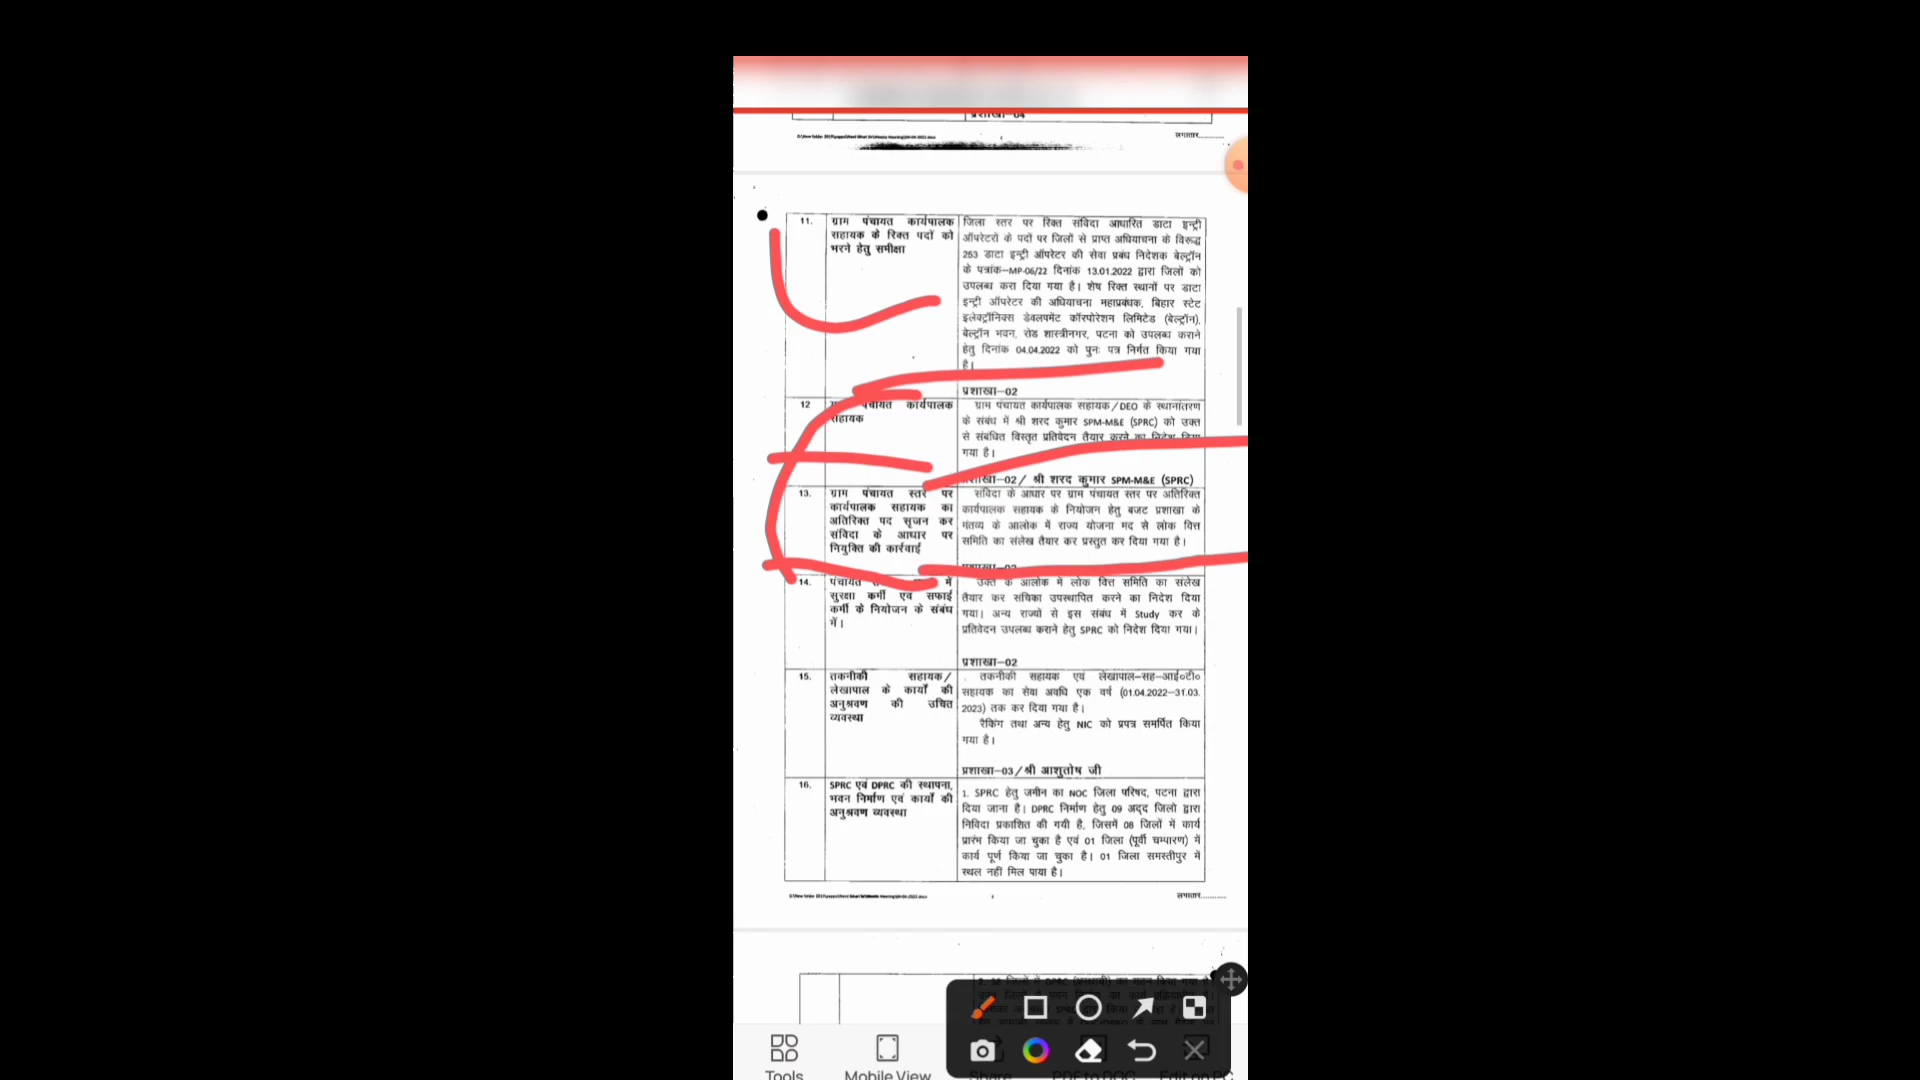 प्रशाखा–04
लगातार............
11.
ग्राम पंचायत कार्यपालक
सहायक के रिक्त पदों को
भरने हेतु समीक्षा
जिला स्तर पर रिक्त संविदा आधारित डाटा इन्ट्री
ऑपरेटरों के पदों पर जिलों से प्राप्त अधियाचना के विरूद्ध
253 डाटा इन्ट्री ऑपरेटर की सेवा प्रबंध निदेशक बेल्ट्रॉन
के पत्रांक–MP-06/22 दिनांक 13.01.2022 द्वारा जिलों को
उपलब्ध करा दिया गया है। शेष रिक्त स्थानों पर डाटा
इन्ट्री ऑपरेटर की अधियाचना महाप्रबंधक, बिहार स्टेट
इलेक्ट्रॉनिक्स डेवलपमेंट कॉरपोरेशन लिमिटेड (बेल्ट्रॉन),
बेल्ट्रॉन भवन, रोड शास्त्रीनगर, पटना को उपलब्ध कराने
हेतु दिनांक 04.04.2022 को पुनः पत्र निर्गत किया गया
है।
प्रशाखा–02
12
पंचायत कार्यपालक
सहायक
ग्राम पंचायत कार्यपालक सहायक/DEO के स्थानांतरण
के संबंध में श्री शरद कुमार SPM-M&E (SPRC) को उक्त
से संबंधित विस्तृत प्रतिवेदन तैयार करने का निदेश दिया
गया है।
प्रशाखा–02/ श्री शरद कुमार SPM-M&E (SPRC)
13.
ग्राम पंचायत स्तर पर
कार्यपालक सहायक का
अतिरिक्त पद सृजन कर
संविदा के आधार पर
नियुक्ति की कार्रवाई
संविदा के आधार पर ग्राम पंचायत स्तर पर अतिरिक्त
कार्यपालक सहायक के नियोजन हेतु बजट प्रशाखा के
मंतव्य के आलोक में राज्य योजना मद से लोक वित्त
समिति का संलेख तैयार कर प्रस्तुत कर दिया गया है।
14.
पंचायत में
सुरक्षा कर्मी एवं सफाई
कर्मी के नियोजन के संबंध
में।
उक्त के आलोक में लोक वित्त समिति का संलेख
तैयार कर संचिका उपस्थापित करने का निदेश दिया
गया। अन्य राज्यों से इस संबंध में Study कर के
प्रतिवेदन उपलब्ध कराने हेतु SPRC को निदेश दिया गया।
प्रशाखा–02
15.
तकनीकी सहायक/
लेखापाल के कार्यों की
अनुश्रवण की उचित
व्यवस्था
तकनीकी सहायक एवं लेखापाल–सह–आई०टी०
सहायक का सेवा अवधि एक वर्ष (01.04.2022–31.03.
2023) तक कर दिया गया है।
रैंकिंग तथा अन्य हेतु NIC को प्रपत्र समर्पित किया
गया है।
प्रशाखा–03/श्री आशुतोष जी
16.
SPRC एवं DPRC की स्थापना,
भवन निर्माण एवं कार्यों की
अनुश्रवण व्यवस्था
1. SPRC हेतु जमीन का NOC जिला परिषद, पटना द्वारा
दिया जाना है। DPRC निर्माण हेतु 09 अद्द जिलो द्वारा
निविदा प्रकाशित की गयी है, जिसमें 08 जिलों में कार्य
प्रारंभ किया जा चुका है एवं 01 जिला (पूर्वी चम्पारण) में
कार्य पूर्ण किया जा चुका है। 01 जिला समस्तीपुर में
स्थल नहीं मिल पाया है।
3
लगातार............
Tools
Mobile View
Share
PDF to DOC
Edit on PC